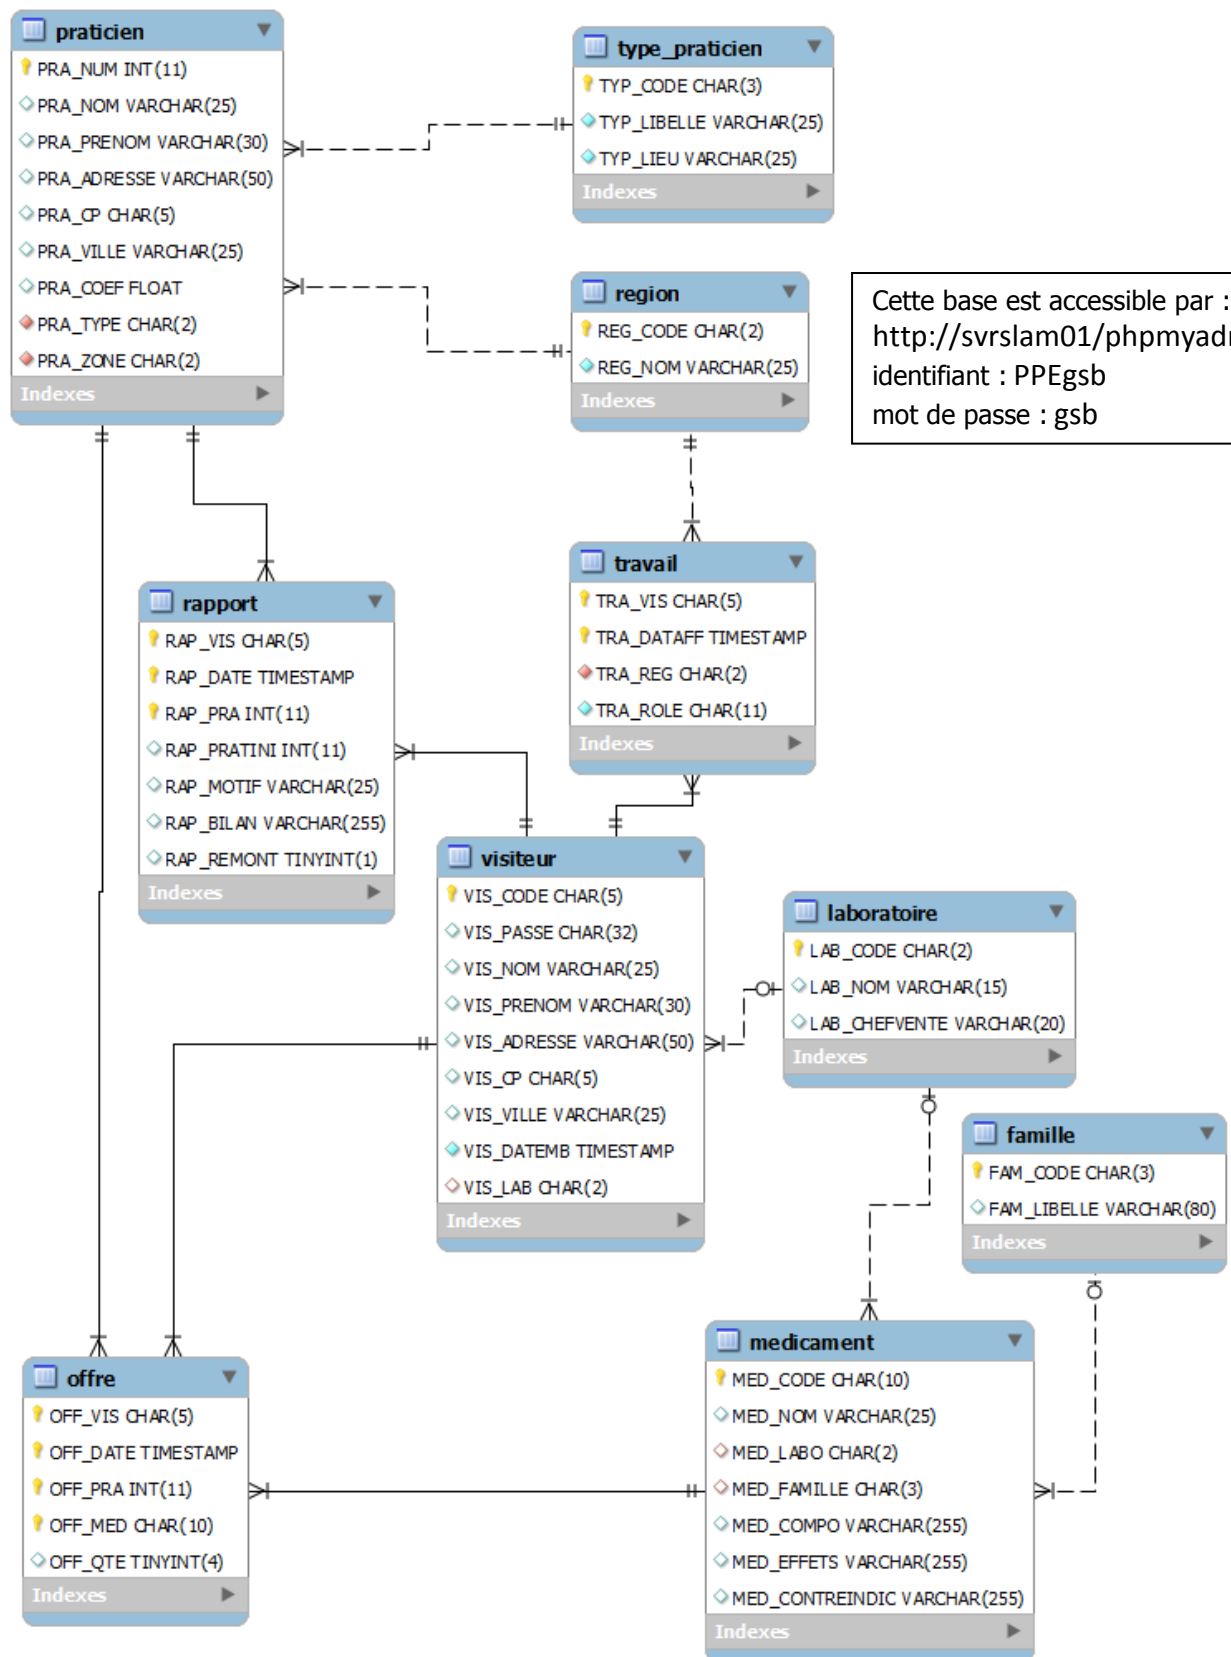 praticien
PRA_NUM INT(11)
PRA_NOM VARCHAR(25)
PRA_PRENOM VARCHAR(30)
PRA_ADRESSE VARCHAR(50)
PRA_CP CHAR(5)
PRA_VILLE VARCHAR(25)
PRA_COEF FLOAT
PRA_TYPE CHAR(2)
PRA_ZONE CHAR(2)
Indexes
type_praticien
TYP_CODE CHAR(3)
TYP_LIBELLE VARCHAR(25)
TYP_LIEU VARCHAR(25)
Indexes
region
REG_CODE CHAR(2)
REG_NOM VARCHAR(25)
Indexes
Cette base est accessible par :
identifiant : PPEgsb
mot de passe : gsb
travail
TRA_VIS CHAR(5)
TRA_DATAFF TIMESTAMP
TRA_REG CHAR(2)
TRA_ROLE CHAR(11)
Indexes
rapport
RAP_VIS CHAR(5)
RAP_DATE TIMESTAMP
RAP_PRA INT(11)
RAP_PRATINI INT(11)
RAP_MOTIF VARCHAR(25)
RAP_BILAN VARCHAR(255)
RAP_REMONT TINYINT(1)
Indexes
visiteur
VIS_CODE CHAR(5)
VIS_PASSE CHAR(32)
VIS_NOM VARCHAR(25)
VIS_PRENOM VARCHAR(30)
VIS_ADRESSE VARCHAR(50)
VIS_CP CHAR(5)
VIS_VILLE VARCHAR(25)
VIS_DATEMB TIMESTAMP
VIS_LAB CHAR(2)
Indexes
laboratoire
LAB_CODE CHAR(2)
LAB_NOM VARCHAR(15)
LAB_CHEFVENTE VARCHAR(20)
Indexes
famille
FAM_CODE CHAR(3)
FAM_LIBELLE VARCHAR(80)
Indexes
offre
OFF_VIS CHAR(5)
OFF_DATE TIMESTAMP
OFF_PRA INT(11)
OFF_MED CHAR(10)
OFF_QTE TINYINT(4)
Indexes
medicament
MED_CODE CHAR(10)
MED_NOM VARCHAR(25)
MED_LABO CHAR(2)
MED_FAMILLE CHAR(3)
MED_COMPO VARCHAR(255)
MED_EFFETS VARCHAR(255)
MED_CONTREINDIC VARCHAR(255)
Indexes